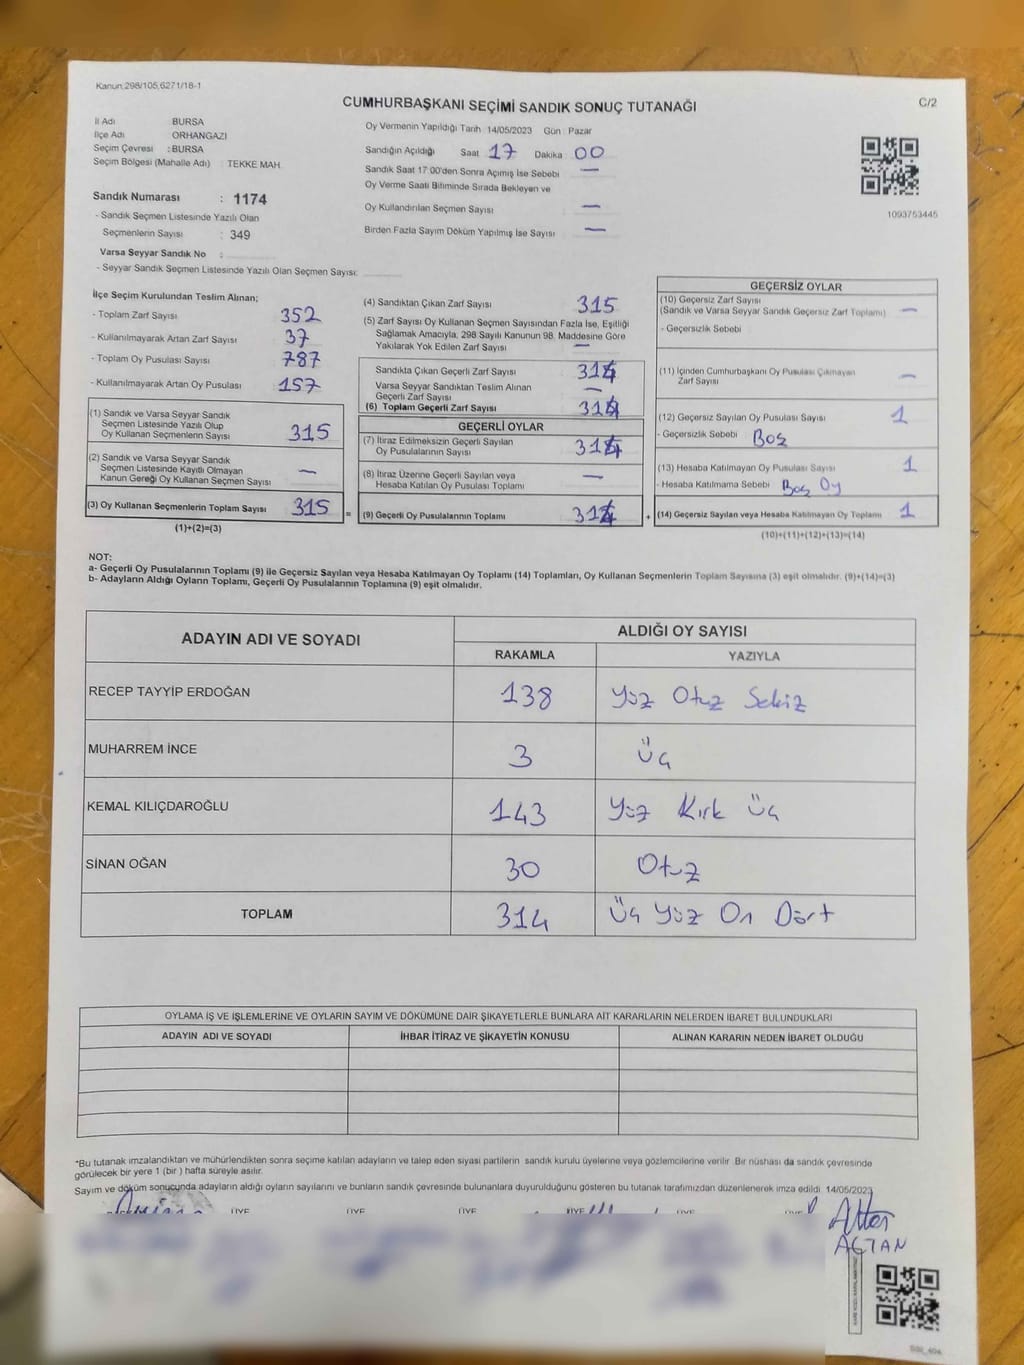 Kanun:298/105,6271/18-1
CUMHURBAŞKANI SEÇİMİ SANDIK SONUÇ TUTANAĞI
C/2
İl Adı BURSA
İlçe Adı ORHANGAZI
Seçim Çevresi :BURSA
Seçim Bölgesi (Mahalle Adı) TEKKE MAH.
Sandık Numarası : 1174
- Sandık Seçmen Listesinde Yazılı Olan
Seçmenlerin Sayısı : 349
Varsa Seyyar Sandık No :
- Seyyar Sandık Seçmen Listesinde Yazılı Olan Seçmen Sayısı:
Oy Vermenin Yapıldığı Tarih 14/05/2023 Gün Pazar
Sandığın Açıldığı Saat 17 Dakika 00
Sandık Saat 17:00'den Sonra Açımış İse Sebebi —
Oy Verme Saati Bitiminde Sırada Bekleyen ve
Oy Kullandırılan Seçmen Sayısı —
Birden Fazla Sayım Döküm Yapılmış İse Sayısı —
1093753445
İlçe Seçim Kurulundan Teslim Alınan;
- Toplam Zarf Sayısı 352
- Kullanılmayarak Artan Zarf Sayısı 37
- Toplam Oy Pusulası Sayısı 787
- Kullanılmayarak Artan Oy Pusulası 157
(1) Sandık ve Varsa Seyyar Sandık
Seçmen Listesinde Yazılı Olup
Oy Kullanan Seçmenlerin Sayısı 315
(2) Sandık ve Varsa Seyyar Sandık
Seçmen Listesinde Kayıtlı Olmayan
Kanun Gereği Oy Kullanan Seçmen Sayısı —
(3) Oy Kullanan Seçmenlerin Toplam Sayısı 315
(1)+(2)=(3)
=
(4) Sandıktan Çıkan Zarf Sayısı 315
(5) Zarf Sayısı Oy Kullanan Seçmen Sayısından Fazla İse, Eşitliği
Sağlamak Amacıyla, 298 Sayılı Kanunun 98. Maddesine Göre
Yakılarak Yok Edilen Zarf Sayısı —
Sandıkta Çıkan Geçerli Zarf Sayısı 314
Varsa Seyyar Sandıktan Teslim Alınan
Geçerli Zarf Sayısı —
(6) Toplam Geçerli Zarf Sayısı 314
GEÇERLİ OYLAR
(7) İtiraz Edilmeksizin Geçerli Sayılan
Oy Pusulalarının Sayısı 314
(8) İtiraz Üzerine Geçerli Sayılan veya
Hesaba Katılan Oy Pusulası Toplamı —
(9) Geçerli Oy Pusulalarının Toplamı 314
+
GEÇERSİZ OYLAR
(10) Geçersiz Zarf Sayısı
(Sandık ve Varsa Seyyar Sandık Geçersiz Zarf Toplamı) —
- Geçersizlik Sebebi
(11) İçinden Cumhurbaşkanı Oy Pusulası Çıkmayan
Zarf Sayısı —
(12) Geçersiz Sayılan Oy Pusulası Sayısı 1
- Geçersizlik Sebebi Boş
(13) Hesaba Katılmayan Oy Pusulası Sayısı 1
- Hesaba Katılmama Sebebi Boş Oy
(14) Geçersiz Sayılan veya Hesaba Katılmayan Oy Toplamı 1
(10)+(11)+(12)+(13)=(14)
NOT:
a- Geçerli Oy Pusulalarının Toplamı (9) ile Geçersiz Sayılan veya Hesaba Katılmayan Oy Toplamı (14) Toplamları, Oy Kullanan Seçmenlerin Toplam Sayısına (3) eşit olmalıdır. (9)+(14)=(3)
b- Adayların Aldığı Oyların Toplamı, Geçerli Oy Pusulalarının Toplamına (9) eşit olmalıdır.
ADAYIN ADI VE SOYADI ALDIĞI OY SAYISI
RAKAMLA YAZIYLA
RECEP TAYYİP ERDOĞAN 138 Yüz Otuz Sekiz
MUHARREM İNCE 3 Üç
KEMAL KILIÇDAROĞLU 143 Yüz Kırk Üç
SİNAN OĞAN 30 Otuz
TOPLAM 314 Üç Yüz On Dört
OYLAMA İŞ VE İŞLEMLERİNE VE OYLARIN SAYIM VE DÖKÜMÜNE DAİR ŞİKAYETLERLE BUNLARA AİT KARARLARIN NELERDEN İBARET BULUNDUKLARI
ADAYIN ADI VE SOYADI İHBAR İTİRAZ VE ŞİKAYETİN KONUSU ALINAN KARARIN NEDEN İBARET OLDUĞU
*Bu tutanak imzalandıktan ve mühürlendikten sonra seçime katılan adayların ve talep eden siyasi partilerin sandık kurulu üyelerine veya gözlemcilerine verilir. Bir nüshası da sandık çevresinde
görülecek bir yere 1 (bir ) hafta süreyle asılır.
Sayım ve döküm sonucunda adayların aldığı oyların sayılarını ve bunların sandık çevresinde bulunanlara duyurulduğunu gösteren bu tutanak tarafımızdan düzenlenerek imza edildi 14/05/2023
ÜYE ÜYE ÜYE ÜYE ÜYE
AÇTAN